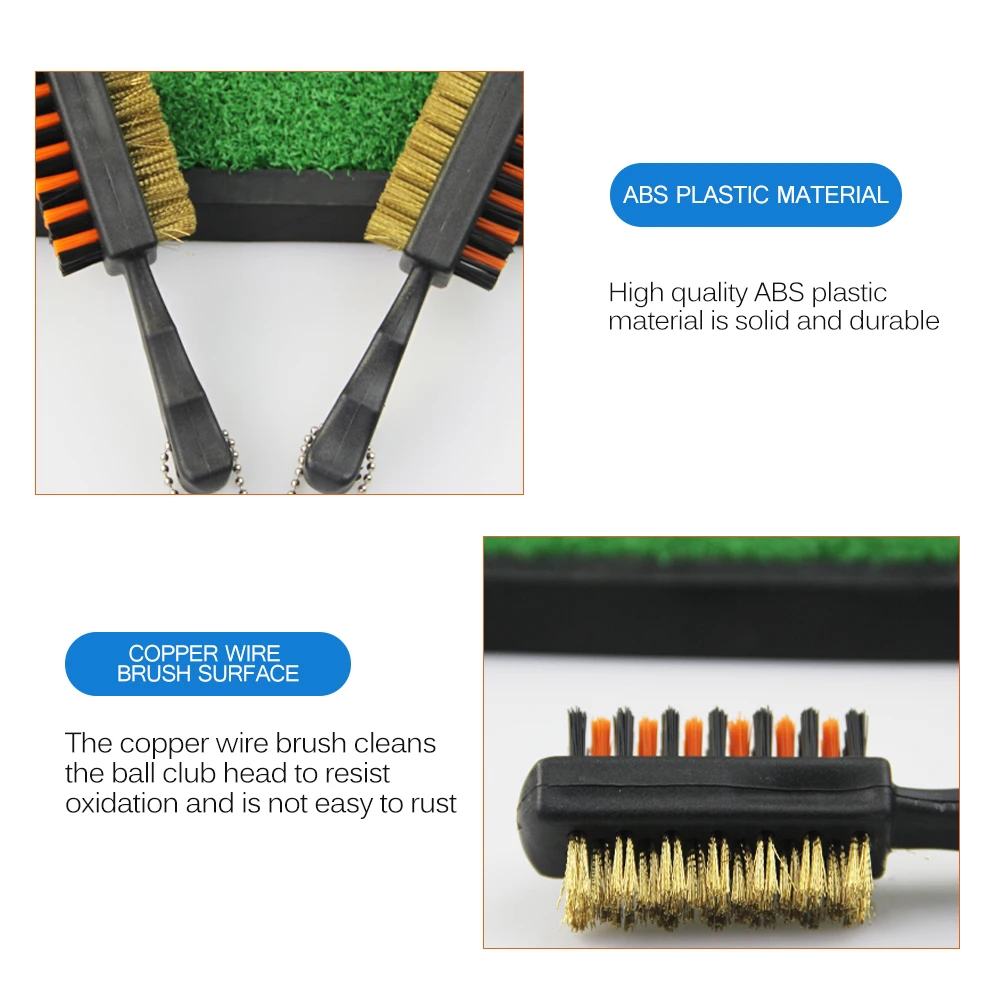 ABS PLASTIC MATERIAL
High quality ABS plastic
material is solid and durable
COPPER WIRE
BRUSH SURFACE
The copper wire brush cleans
the ball club head to resist
oxidation and is not easy to rust